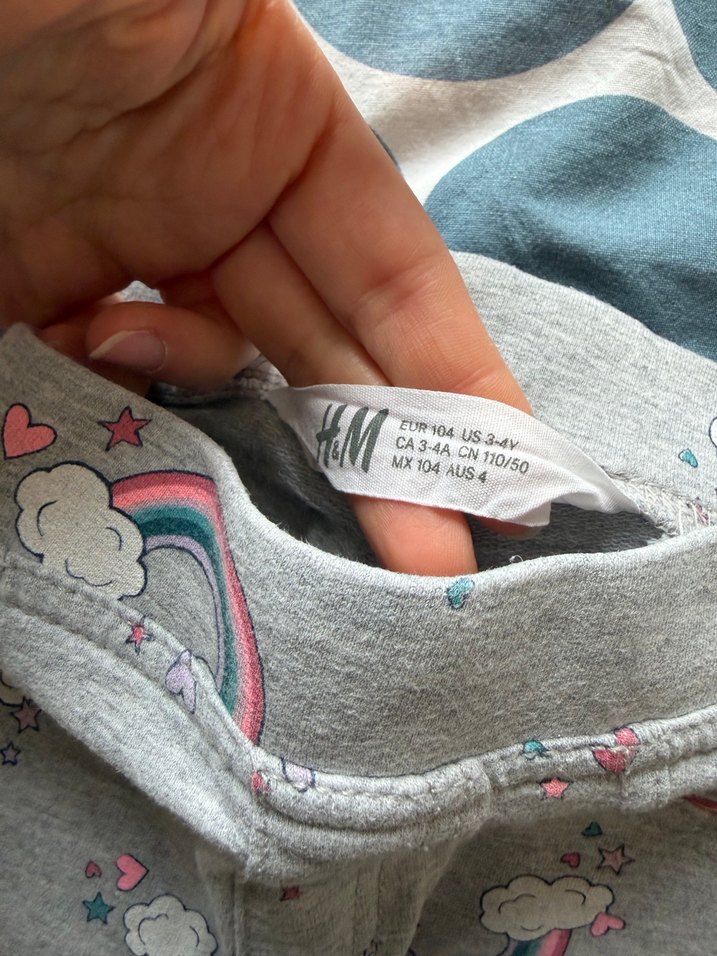 H&M
EUR 104 US 3-4Y
CA 3-4A CN 110/50
MX 104 AUS 4